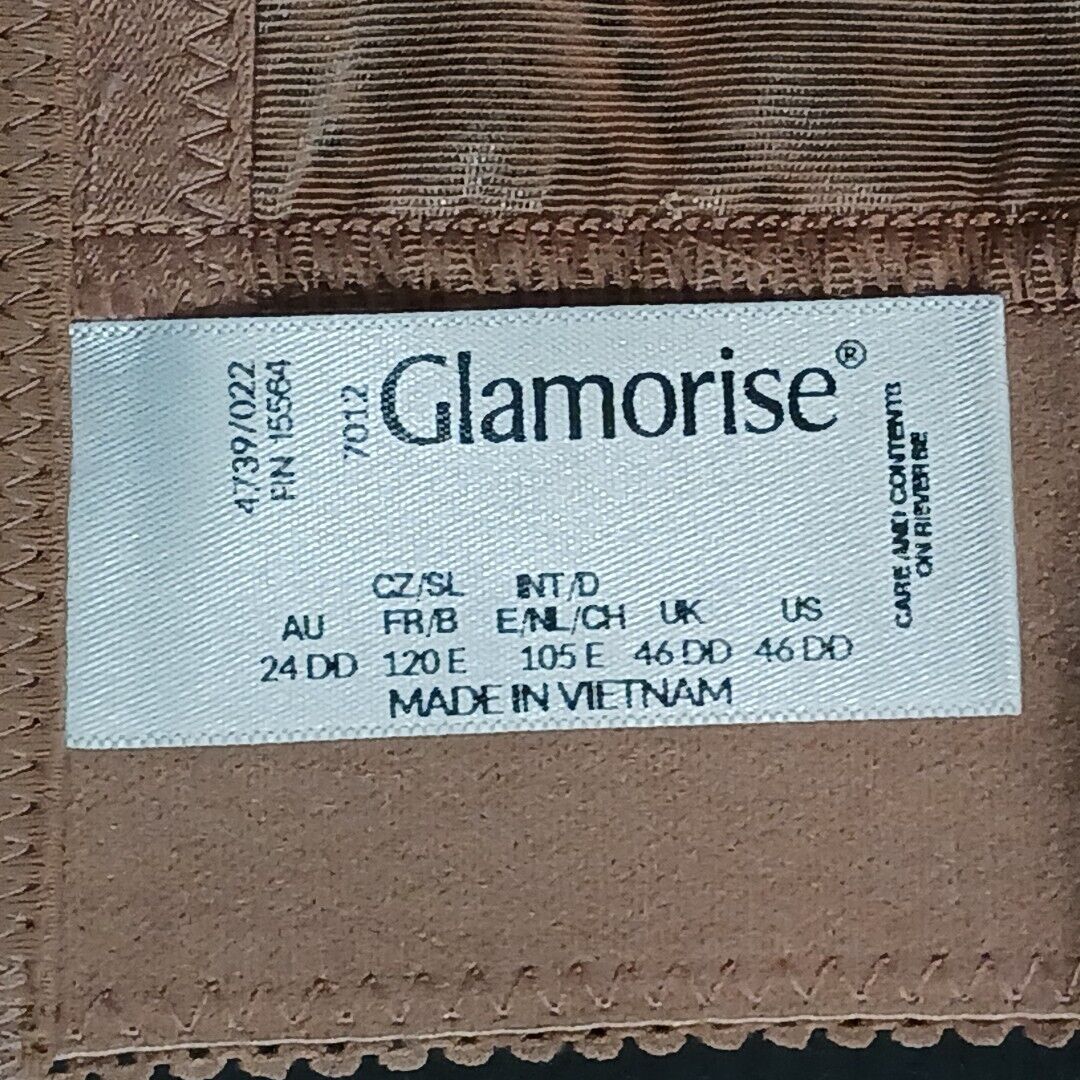 4739/022
FIN 15564
7012
Glamorise®
CARE AND CONTENTS
ON REVERSE
CZ/SL INT/D
AU FR/B E/NL/CH UK US
24 DD 120 E 105 E 46 DD 46 DD
MADE IN VIETNAM